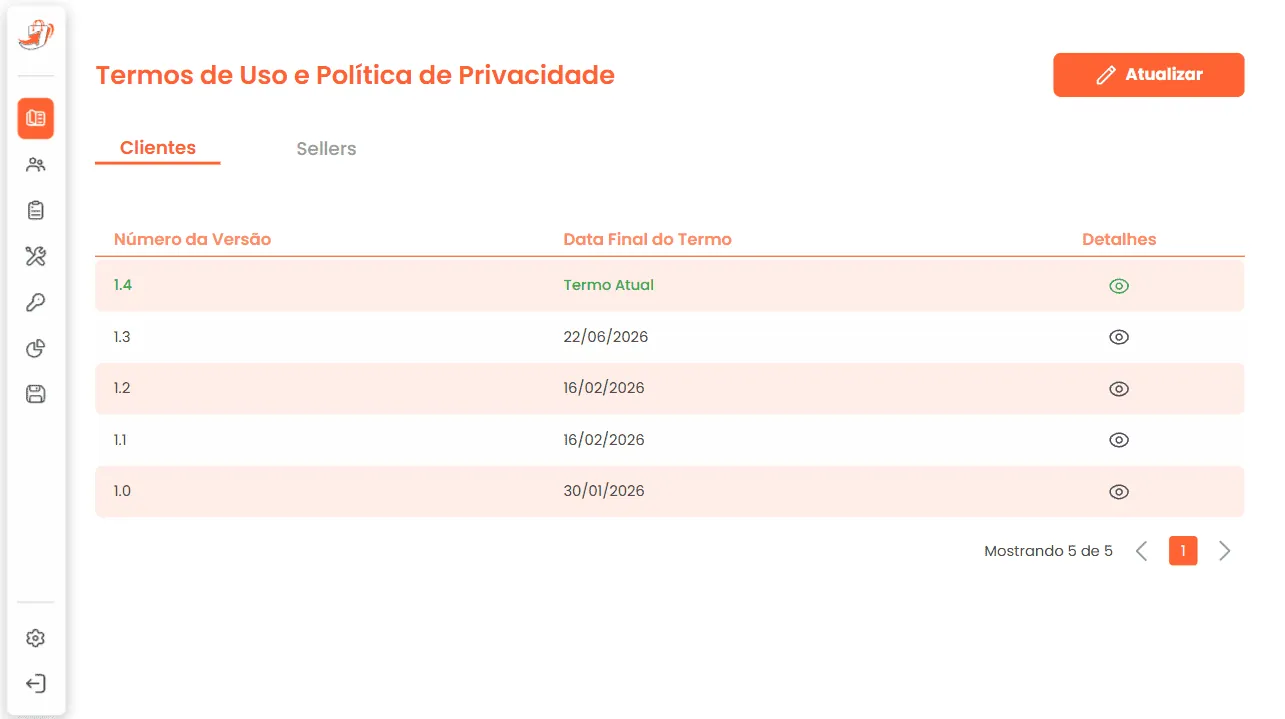 Termos de Uso e Política de Privacidade
Atualizar
Clientes
Sellers
Número da Versão Data Final do Termo Detalhes
1.4 Termo Atual
1.3 22/06/2026
1.2 16/02/2026
1.1 16/02/2026
1.0 30/01/2026
Mostrando 5 de 5 1